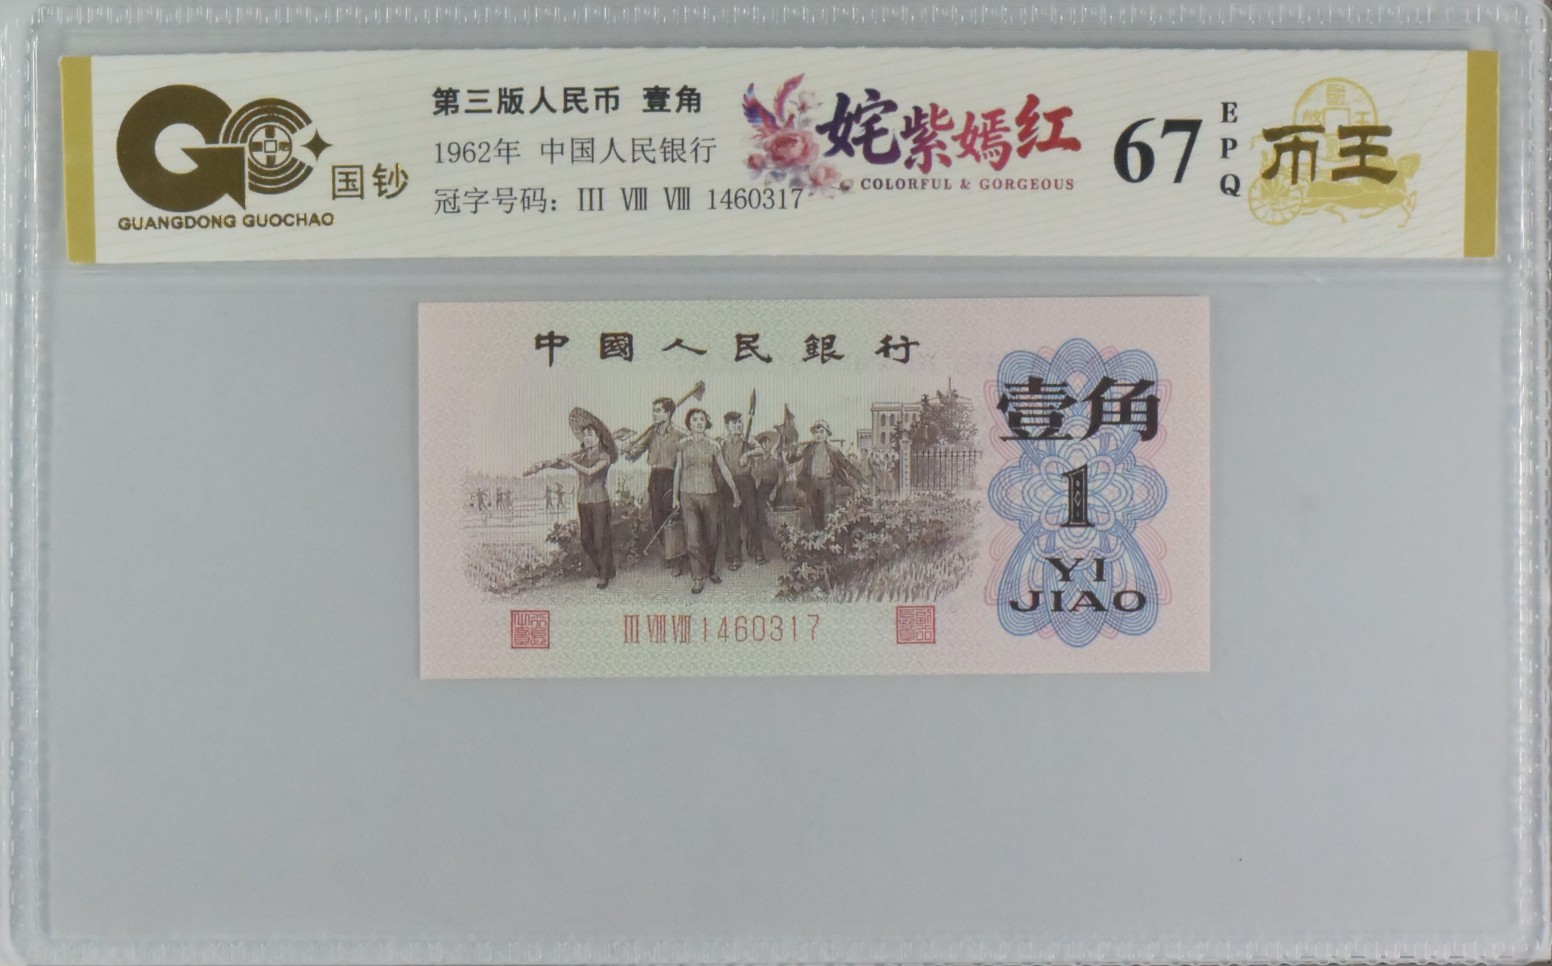 国钞
GUANGDONG GUOCHAO
第三版人民币 壹角
1962年 中国人民银行
冠字号码：Ⅲ Ⅷ Ⅷ 1460317
姹紫嫣红
COLORFUL & GORGEOUS
67
EPQ
币王
中國人民銀行
壹角
1
YI
JIAO
Ⅲ Ⅷ Ⅷ 1460317